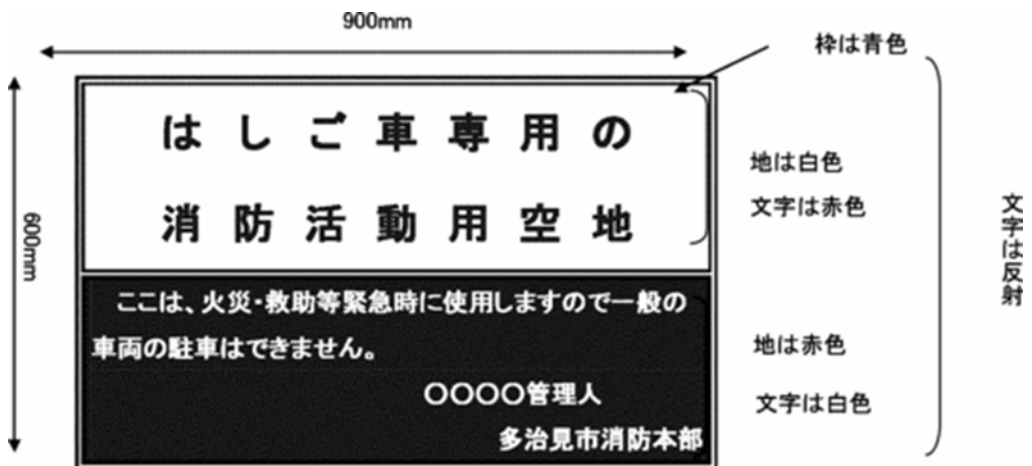 900mm
枠は青色
はしご車専用の
消防活動用空地
地は白色
文字は赤色
600mm
文字は反射
ここは、火災・救助等緊急時に使用しますので一般の
車両の駐車はできません。
〇〇〇〇管理人
多治見市消防本部
地は赤色
文字は白色